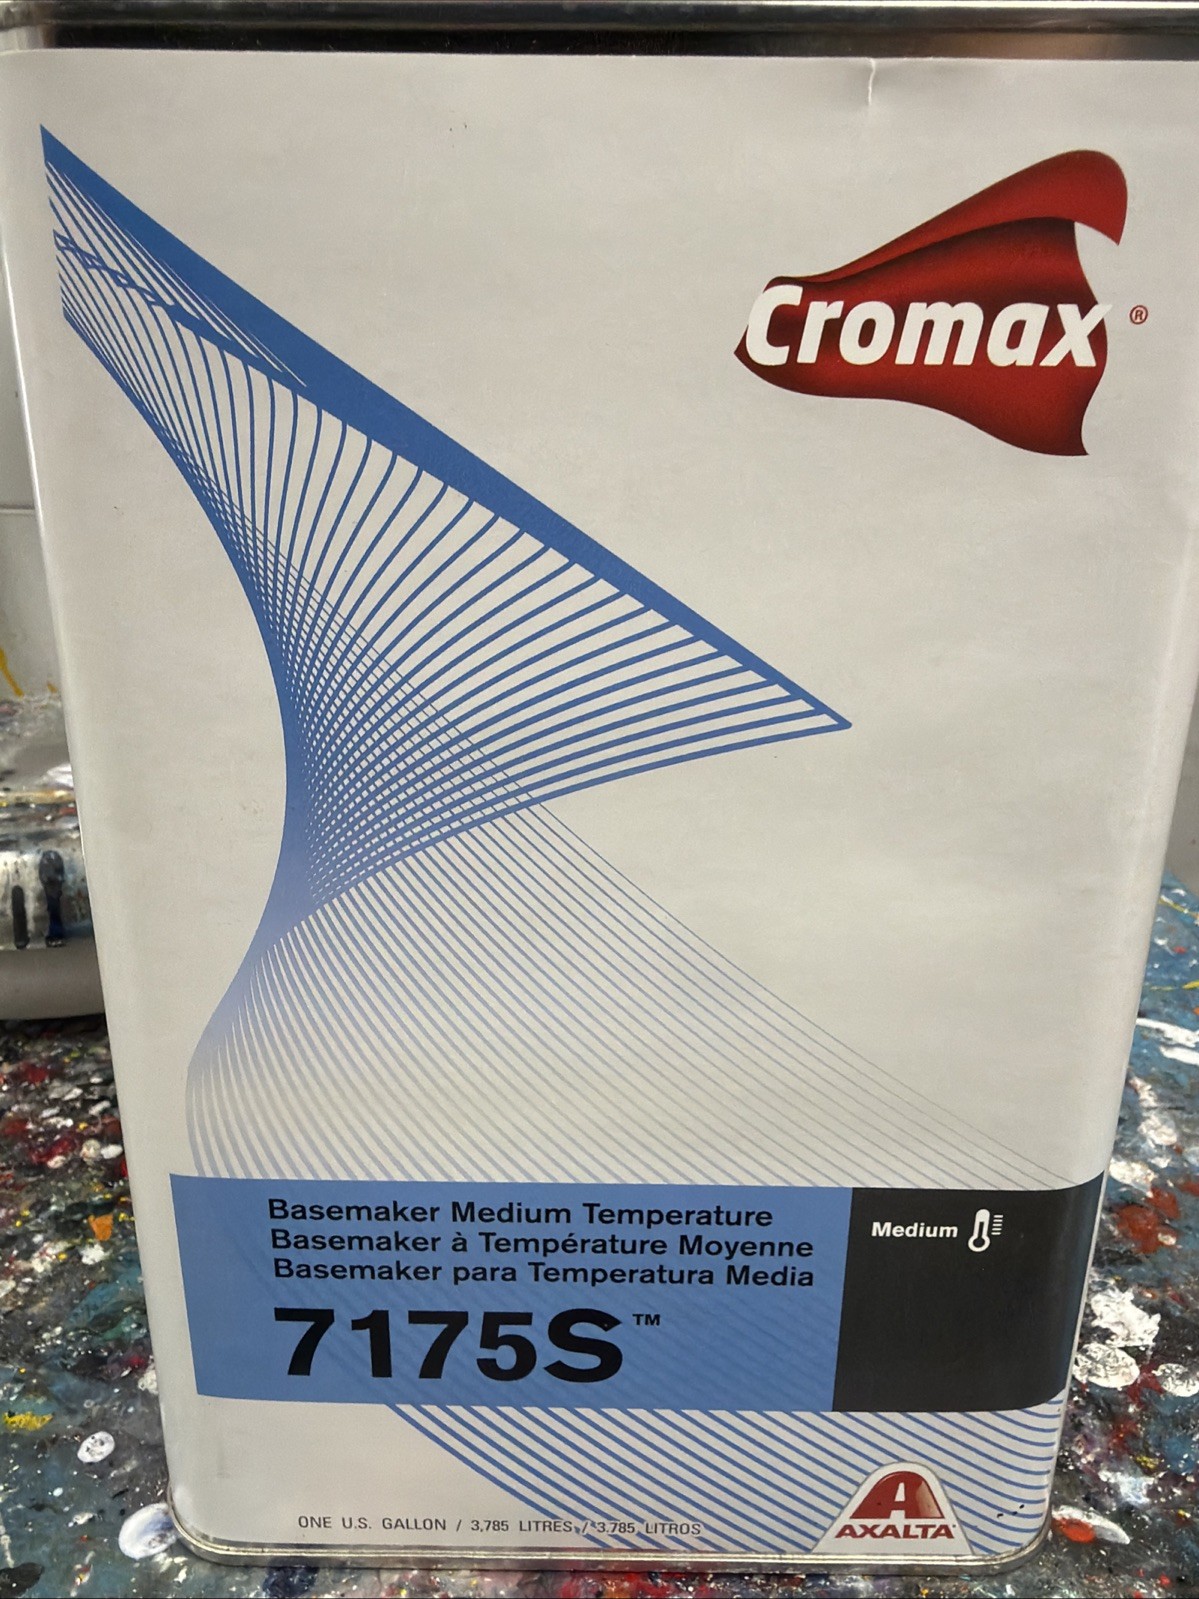 Cromax®
Basemaker Medium Temperature
Basemaker à Température Moyenne
Basemaker para Temperatura Media
Medium
7175S™
ONE U.S. GALLON / 3,785 LITRES / 3.785 LITROS
A
AXALTA